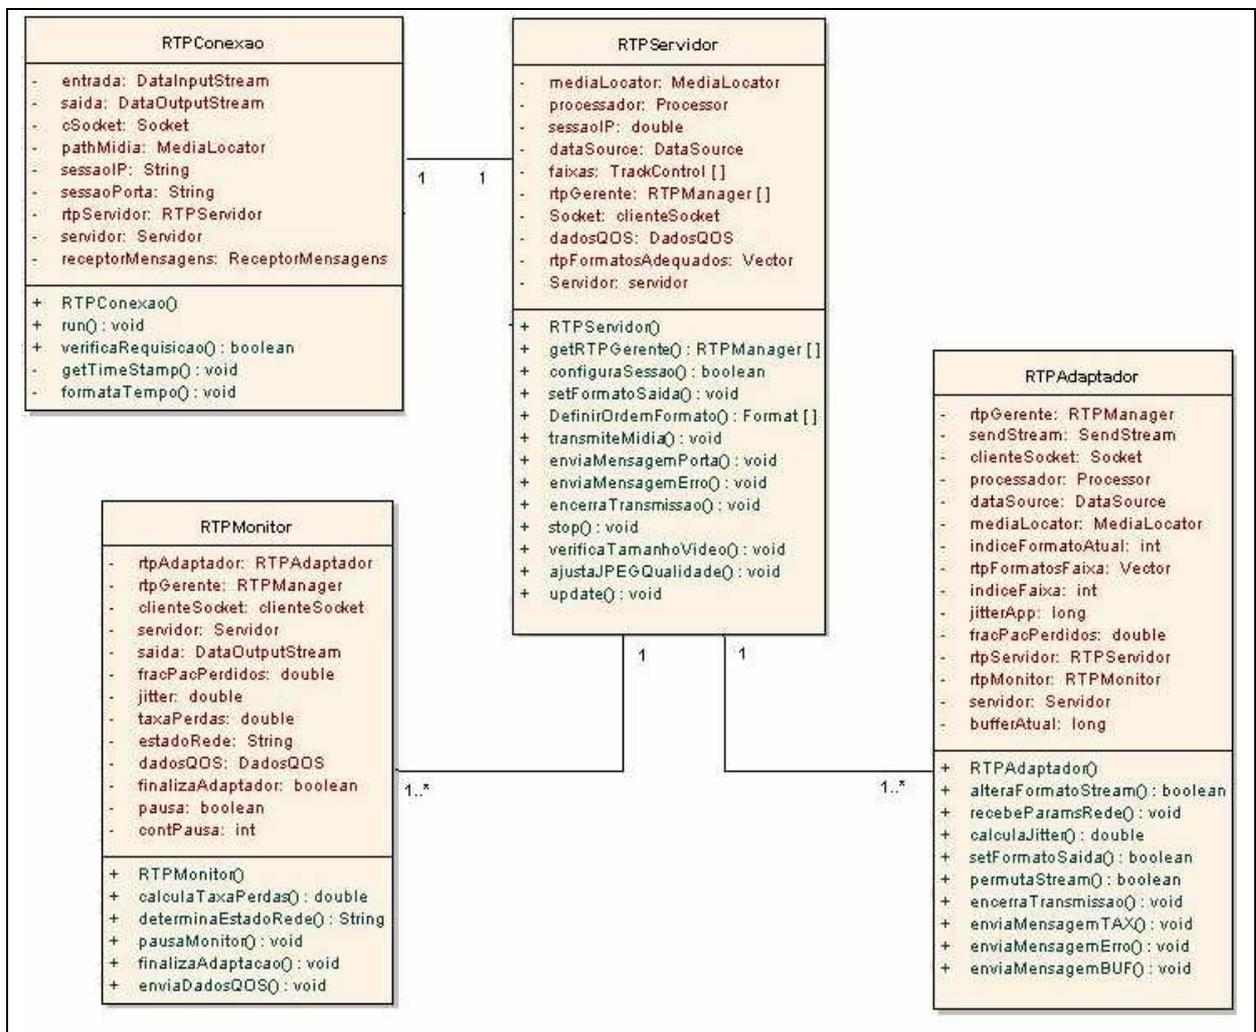 RTPConexao
- entrada: DataInputStream
- saida: DataOutputStream
- cSocket: Socket
- pathMidia: MediaLocator
- sessaoIP: String
- sessaoPorta: String
- rtpServidor: RTPServidor
- servidor: Servidor
- receptorMensagens: ReceptorMensagens
+ RTPConexao()
+ run() : void
+ verificaRequisicao() : boolean
- getTimeStamp() : void
- formataTempo() : void
1 1
RTPServidor
- mediaLocator: MediaLocator
- processador: Processor
- sessaoIP: double
- dataSource: DataSource
- faixas: TrackControl []
- rtpGerente: RTPManager []
- Socket: clienteSocket
- dadosQOS: DadosQOS
- rtpFormatosAdequados: Vector
- Servidor: servidor
+ RTPServidor()
+ getRTPGerente() : RTPManager []
+ configuraSessao() : boolean
+ setFormatoSaida() : void
+ DefinirOrdemFormato() : Format []
+ transmiteMidia() : void
+ enviaMensagemPorta() : void
+ enviaMensagemErro() : void
+ encerraTransmissao() : void
+ stop() : void
+ verificaTamanhoVideo() : void
+ ajustaJPEGQualidade() : void
+ update() : void
1 1
RTPMonitor
- rtpAdaptador: RTPAdaptador
- rtpGerente: RTPManager
- clienteSocket: clienteSocket
- servidor: Servidor
- saida: DataOutputStream
- fracPacPerdidos: double
- jitter: double
- taxaPerdas: double
- estadoRede: String
- dadosQOS: DadosQOS
- finalizaAdaptador: boolean
- pausa: boolean
- contPausa: int
+ RTPMonitor()
+ calculaTaxaPerdas() : double
+ determinaEstadoRede() : String
+ pausaMonitor() : void
+ finalizaAdaptacao() : void
+ enviaDadosQOS() : void
1..* 1..*
RTPAdaptador
- rtpGerente: RTPManager
- sendStream: SendStream
- clienteSocket: Socket
- processador: Processor
- dataSource: DataSource
- mediaLocator: MediaLocator
- indiceFormatoAtual: int
- rtpFormatosFaixa: Vector
- indiceFaixa: int
- jitterApp: long
- fracPacPerdidos: double
- rtpServidor: RTPServidor
- rtpMonitor: RTPMonitor
- servidor: Servidor
- bufferAtual: long
+ RTPAdaptador()
+ alteraFormatoStream() : boolean
+ recebeParamsRede() : void
+ calculaJitter() : double
+ setFormatoSaida() : boolean
+ permutaStream() : boolean
+ encerraTransmissao() : void
+ enviaMensagemTAX() : void
+ enviaMensagemErro() : void
+ enviaMensagemBUF() : void